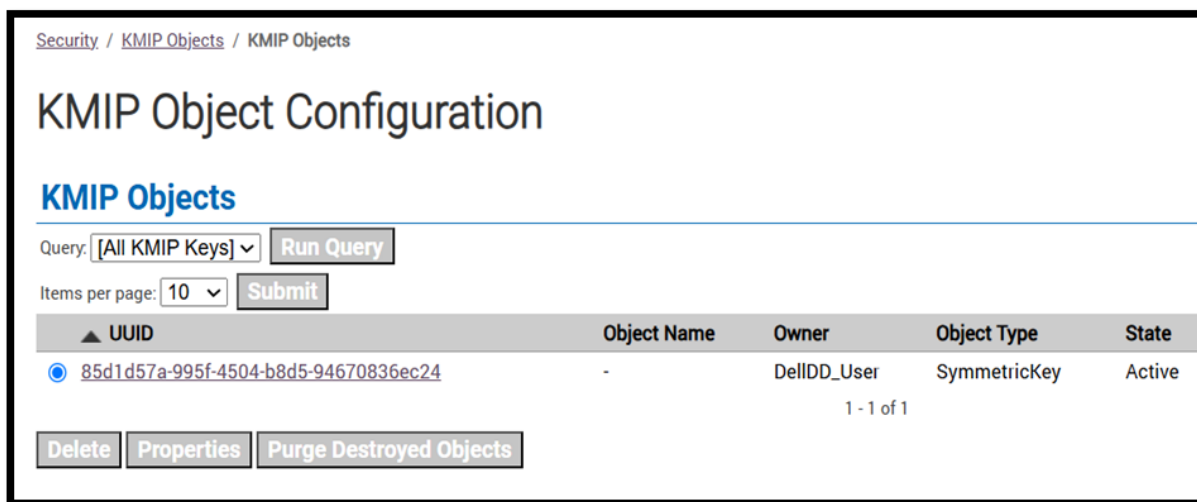 Security / KMIP Objects / KMIP Objects
KMIP Object Configuration
KMIP Objects
Query: [All KMIP Keys] Run Query
Items per page: 10 Submit
UUID Object Name Owner Object Type State
85d1d57a-995f-4504-b8d5-94670836ec24 - DellDD_User SymmetricKey Active
1 - 1 of 1
Delete Properties Purge Destroyed Objects